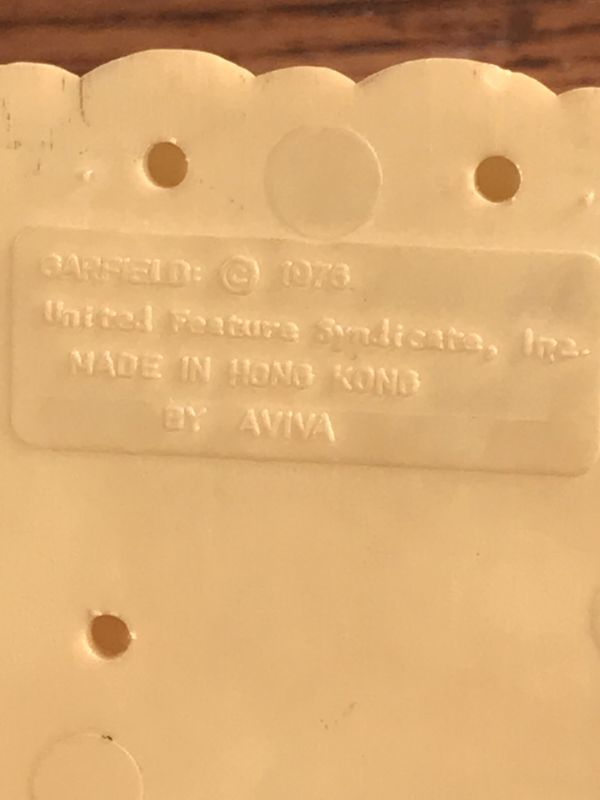 GARFIELD: © 1978
United Feature Syndicate, Inc.
MADE IN HONG KONG
BY AVIVA